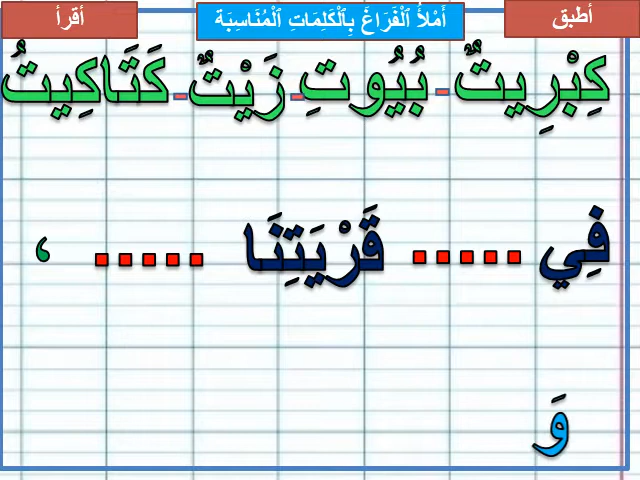 أطبق أَمْلَأُ ٱلْفَرَاغَ بِٱلْكَلِمَاتِ ٱلْمُنَاسِبَة أقرأ
كِبْرِيتٌ - بُيُوتِ - زَيْتٌ - كَتَاكِيتُ
فِي ..... قَرْيَتِنَا ..... ،
وَ